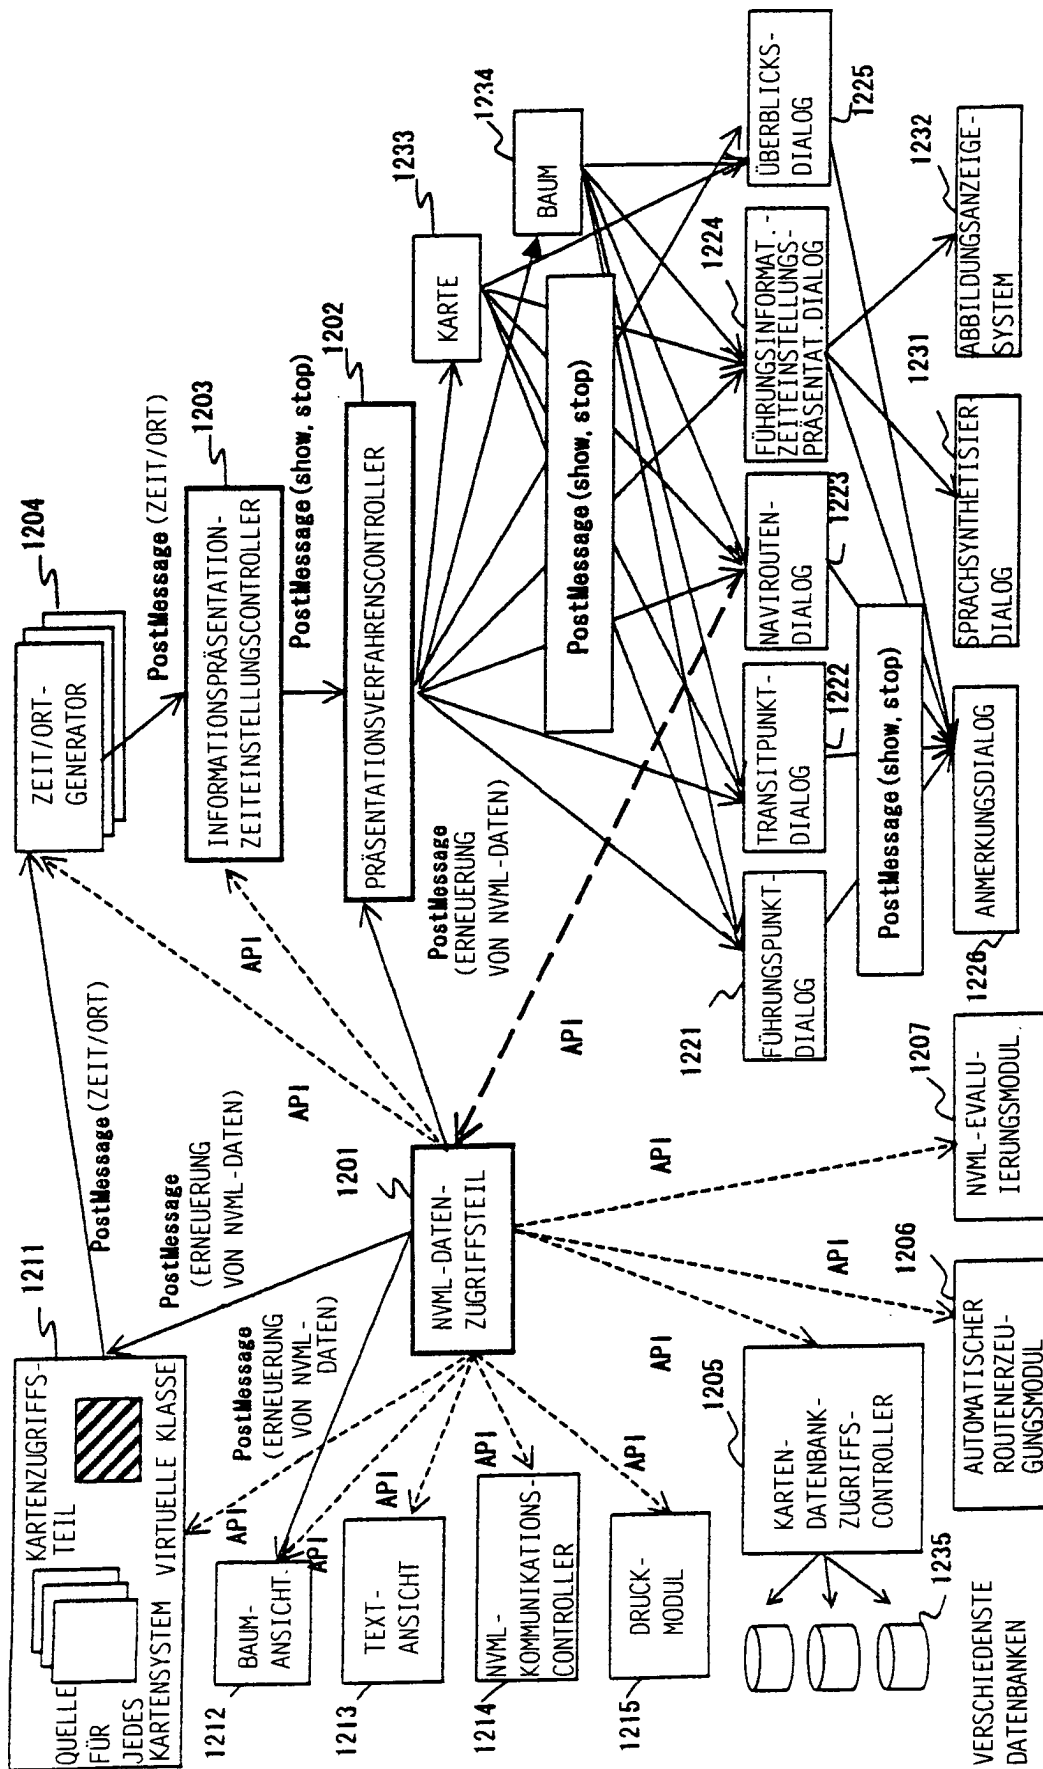 QUELLE
FÜR
JEDES
KARTENSYSTEM
KARTENZUGRIFFS-
TEIL
VIRTUELLE KLASSE
1211
PostMessage(ZEIT/ORT)
ZEIT/ORT-
GENERATOR
1204
PostMessage(ZEIT/ORT)
INFORMATIONSPRÄSENTATION-
ZEITEINSTELLUNGSCONTROLLER
1203
PostMessage(show, stop)
PRÄSENTATIONSVERFAHRENSCONTROLLER
1202
KARTE
1233
BAUM
1234
PostMessage
(ERNEUERUNG
VON NVML-DATEN)
PostMessage
(ERNEUERUNG
VON NVML-
DATEN)
PostMessage
(ERNEUERUNG
VON NVML-DATEN)
API
API
API
API
API
API
API
API
API
API
API
API
BAUM-
ANSICHT
1212
TEXT-
ANSICHT
1213
NVML-
KOMMUNIKATIONS-
CONTROLLER
1214
DRUCK-
MODUL
1215
NVML-DATEN-
ZUGRIFFSTEIL
1201
PostMessage(show, stop)
FÜHRUNGSPUNKT-
DIALOG
1221
TRANSITPUNKT-
DIALOG
1222
NAVIROUTEN-
DIALOG
1223
FÜHRUNGSINFORMAT.-
ZEITEINSTELLUNGS-
PRÄSENTAT.DIALOG
1224
ÜBERBLICKS-
DIALOG
1225
PostMessage(show, stop)
KARTEN-
DATENBANK-
ZUGRIFFS-
CONTROLLER
1205
1235
VERSCHIEDENSTE
DATENBANKEN
AUTOMATISCHER
ROUTENERZEU-
GUNGSMODUL
1206
NVML-EVALU-
IERUNGSMODUL.
1207
ANMERKUNGSDIALOG
1226
SPRACHSYNTHETISIER-
DIALOG
1231
ABBILDUNGSANZEIGE-
SYSTEM
1232